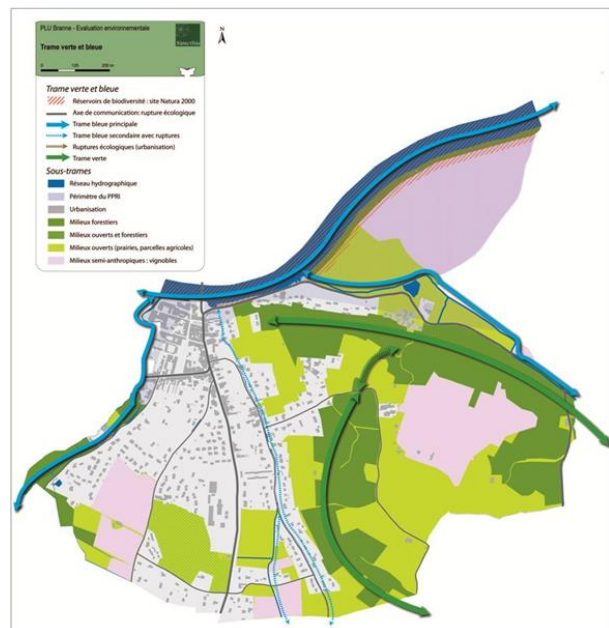 PLU Branne - Evaluation environnementale
Trame verte et bleue
N
0 125 250 m
Trame verte et bleue
Réservoirs de biodiversité : site Natura 2000
Axe de communication: rupture écologique
Trame bleue principale
Trame bleue secondaire avec ruptures
Ruptures écologiques (urbanisation)
Trame verte
Sous-trames
Réseau hydrographique
Périmètre du PPRI
Urbanisation
Milieux forestiers
Milieux ouverts et forestiers
Milieux ouverts (prairies, parcelles agricoles)
Milieux semi-anthropiques : vignobles